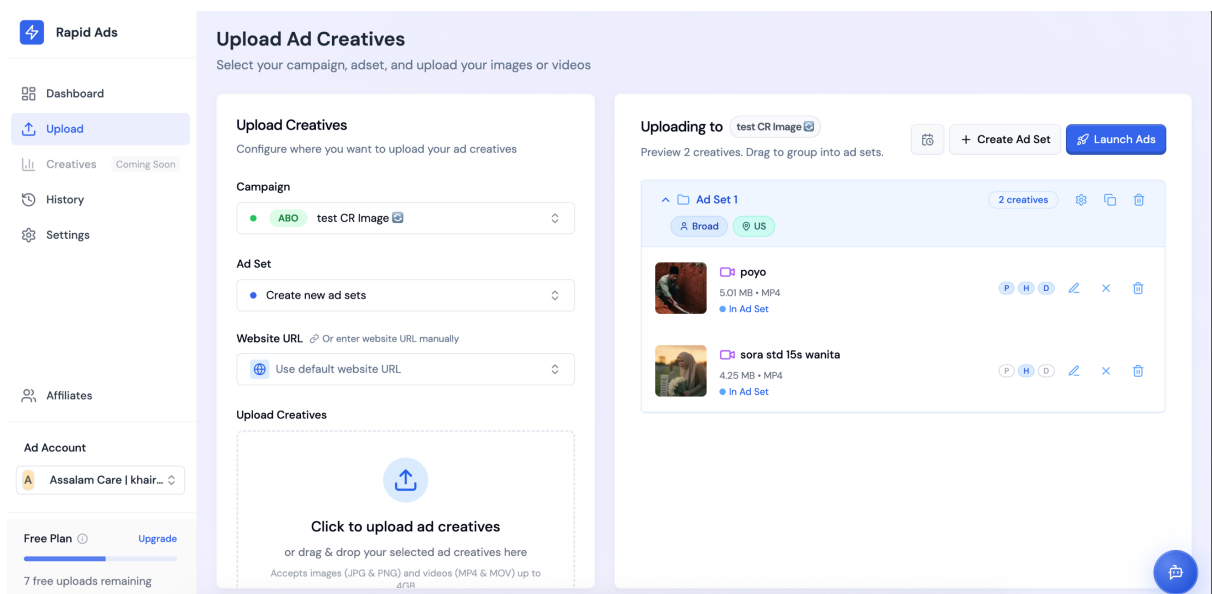 Rapid Ads
Dashboard
Upload
Creatives Coming Soon
History
Settings
Affiliates
Ad Account
A Assalam Care | khair...
Free Plan Upgrade
7 free uploads remaining
Upload Ad Creatives
Select your campaign, adset, and upload your images or videos
Upload Creatives
Configure where you want to upload your ad creatives
Campaign
ABO test CR Image
Ad Set
Create new ad sets
Website URL Or enter website URL manually
Use default website URL
Upload Creatives
Click to upload ad creatives
or drag & drop your selected ad creatives here
Accepts images (JPG & PNG) and videos (MP4 & MOV) up to
4GB
Uploading to test CR Image
Preview 2 creatives. Drag to group into ad sets.
+ Create Ad Set
Launch Ads
Ad Set 1 2 creatives
Broad US
poyo
5.01 MB • MP4
In Ad Set
P H D
sora std 15s wanita
4.25 MB • MP4
In Ad Set
P H D